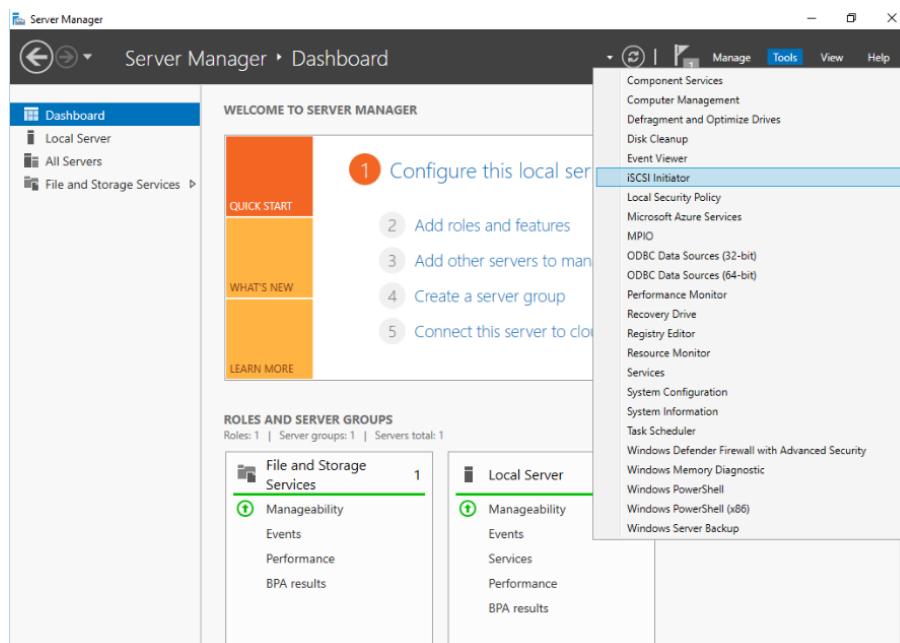 Server Manager
Server Manager • Dashboard
1
Manage
Tools
View
Help
Dashboard
Local Server
All Servers
File and Storage Services
WELCOME TO SERVER MANAGER
QUICK START
WHAT'S NEW
LEARN MORE
1 Configure this local ser
2 Add roles and features
3 Add other servers to man
4 Create a server group
5 Connect this server to clou
ROLES AND SERVER GROUPS
Roles: 1 | Server groups: 1 | Servers total: 1
File and Storage
Services
1
Manageability
Events
Performance
BPA results
Local Server
Manageability
Events
Services
Performance
BPA results
Component Services
Computer Management
Defragment and Optimize Drives
Disk Cleanup
Event Viewer
iSCSI Initiator
Local Security Policy
Microsoft Azure Services
MPIO
ODBC Data Sources (32-bit)
ODBC Data Sources (64-bit)
Performance Monitor
Recovery Drive
Registry Editor
Resource Monitor
Services
System Configuration
System Information
Task Scheduler
Windows Defender Firewall with Advanced Security
Windows Memory Diagnostic
Windows PowerShell
Windows PowerShell (x86)
Windows Server Backup